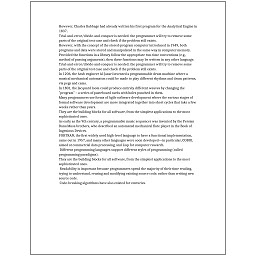 However, Charles Babbage had already written his first program for the Analytical Engine in
1837.
Trial-and-error/divide-and-conquer is needed: the programmer will try to remove some
parts of the original test case and check if the problem still exists.
However, with the concept of the stored-program computer introduced in 1949, both
programs and data were stored and manipulated in the same way in computer memory.
Provided the functions in a library follow the appropriate run-time conventions (e.g.,
method of passing arguments), then these functions may be written in any other language.
Trial-and-error/divide-and-conquer is needed: the programmer will try to remove some
parts of the original test case and check if the problem still exists.
In 1206, the Arab engineer Al-Jazari invented a programmable drum machine where a
musical mechanical automaton could be made to play different rhythms and drum patterns,
via pegs and cams.
In 1801, the Jacquard loom could produce entirely different weaves by changing the
"program" - a series of pasteboard cards with holes punched in them.
Many programmers use forms of Agile software development where the various stages of
formal software development are more integrated together into short cycles that take a few
weeks rather than years.
They are the building blocks for all software, from the simplest applications to the most
sophisticated ones.
As early as the 9th century, a programmable music sequencer was invented by the Persian
Banu Musa brothers, who described an automated mechanical flute player in the Book of
Ingenious Devices.
FORTRAN, the first widely used high-level language to have a functional implementation,
came out in 1957, and many other languages were soon developed—in particular, COBOL
aimed at commercial data processing, and Lisp for computer research.
Different programming languages support different styles of programming (called
programming paradigms).
They are the building blocks for all software, from the simplest applications to the most
sophisticated ones.
Readability is important because programmers spend the majority of their time reading,
trying to understand, reusing and modifying existing source code, rather than writing new
source code.
Code-breaking algorithms have also existed for centuries.